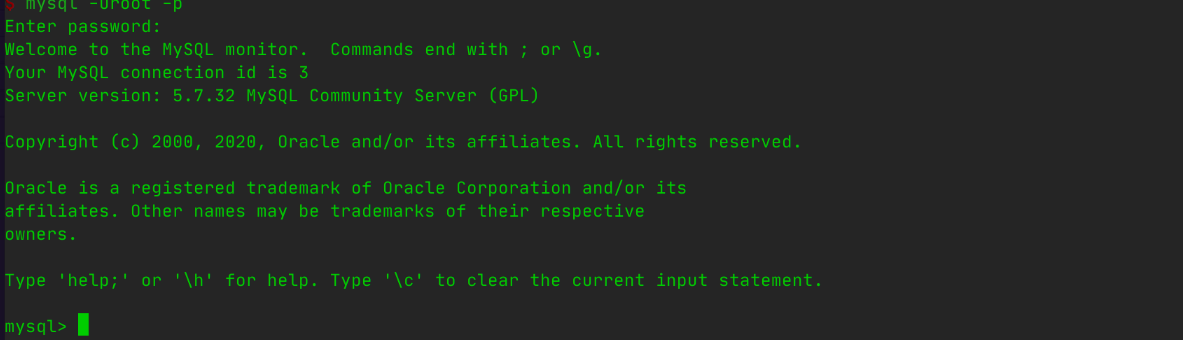 $ mysql -uroot -p
Enter password:
Welcome to the MySQL monitor.  Commands end with ; or \g.
Your MySQL connection id is 3
Server version: 5.7.32 MySQL Community Server (GPL)

Copyright (c) 2000, 2020, Oracle and/or its affiliates. All rights reserved.

Oracle is a registered trademark of Oracle Corporation and/or its
affiliates. Other names may be trademarks of their respective
owners.

Type 'help;' or '\h' for help. Type '\c' to clear the current input statement.

mysql>